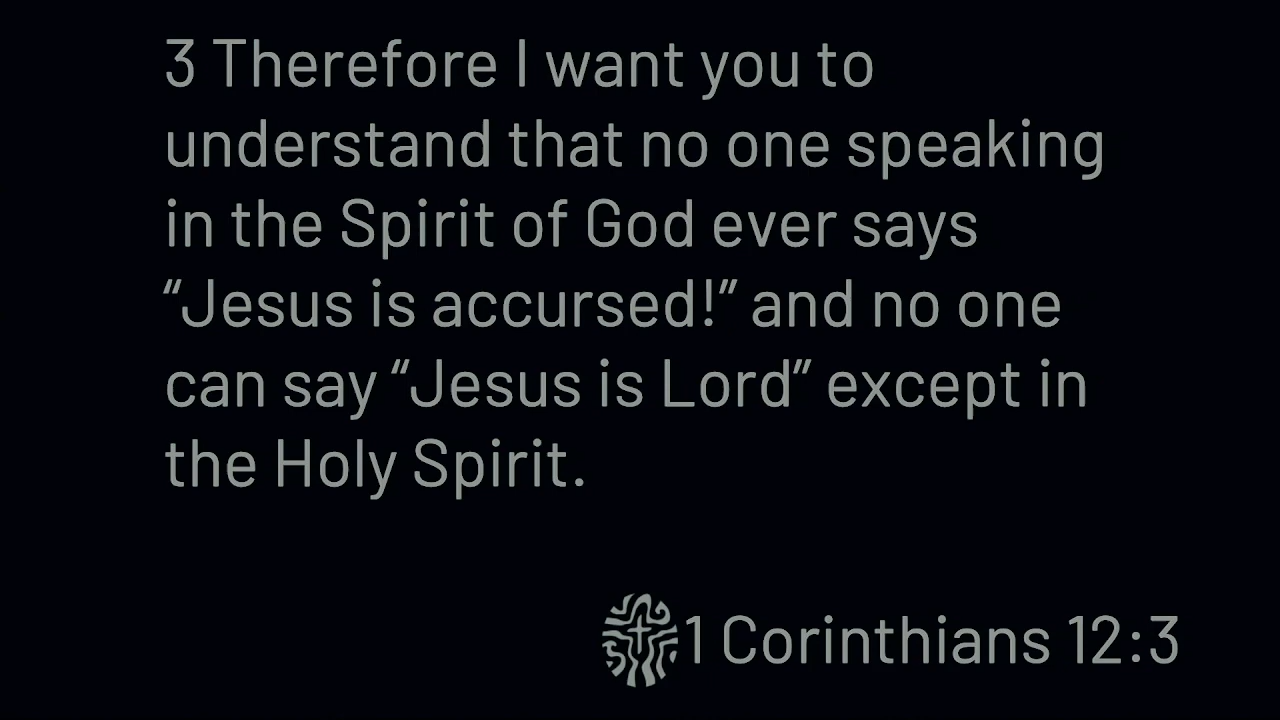 3 Therefore I want you to
understand that no one speaking
in the Spirit of God ever says
“Jesus is accursed!” and no one
can say “Jesus is Lord” except in
the Holy Spirit.
1 Corinthians 12:3